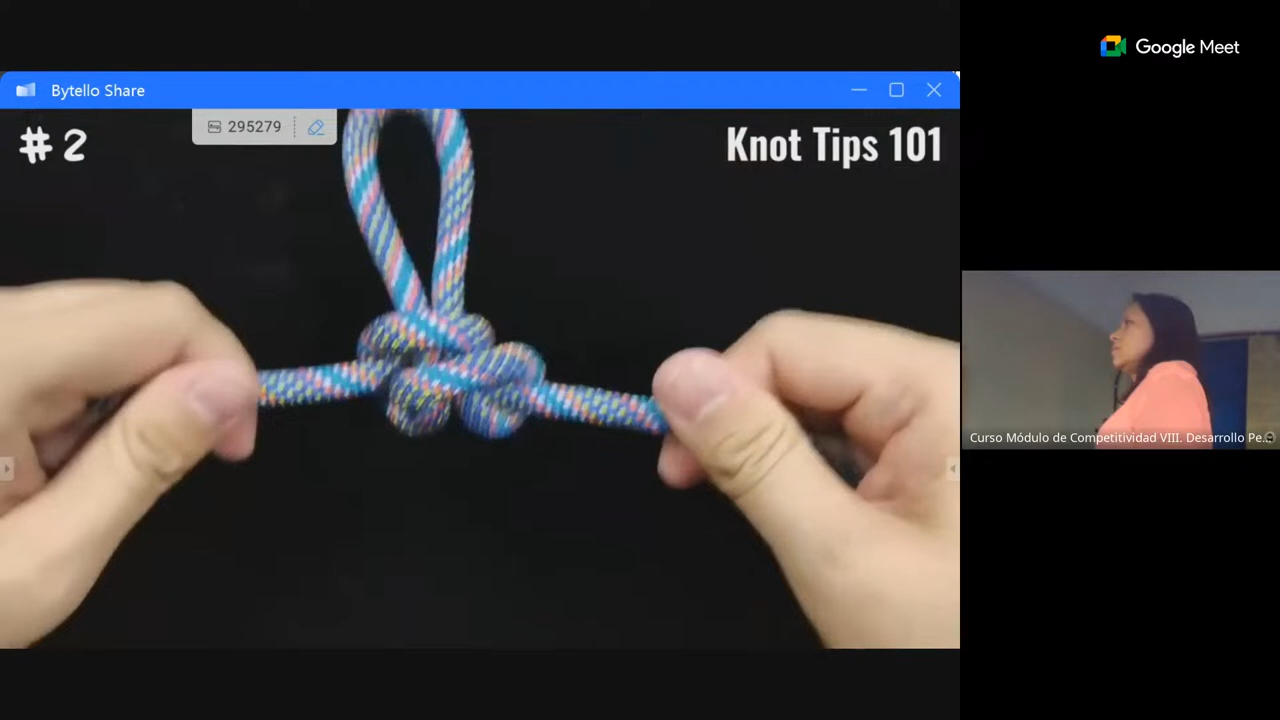 Google Meet
Bytello Share
295279
# 2
Knot Tips 101
Curso Módulo de Competitividad VIII. Desarrollo Pe...